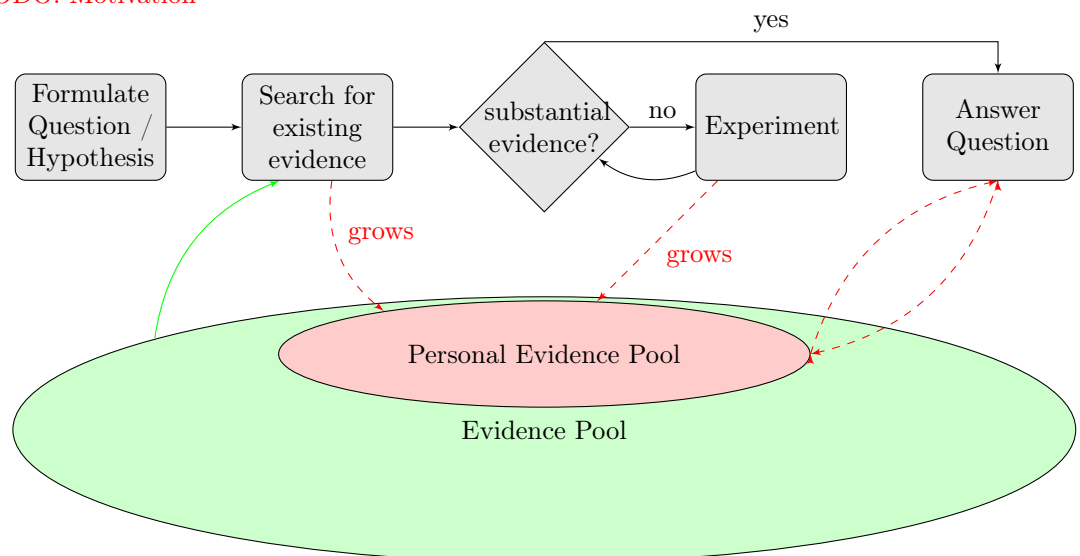 Motivation
yes
Formulate
Question /
Hypothesis
Search for
existing
evidence
substantial
evidence?
no
Experiment
Answer
Question
grows
grows
Personal Evidence Pool
Evidence Pool